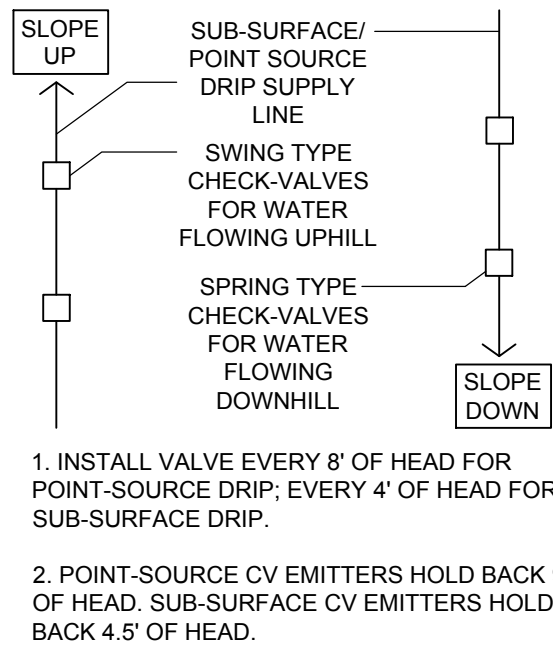 SLOPE
UP
SUB-SURFACE/
POINT SOURCE
DRIP SUPPLY
LINE
SWING TYPE
CHECK-VALVES
FOR WATER
FLOWING UPHILL
SPRING TYPE
CHECK-VALVES
FOR WATER
FLOWING
DOWNHILL
SLOPE
DOWN
1. INSTALL VALVE EVERY 8' OF HEAD FOR
POINT-SOURCE DRIP; EVERY 4' OF HEAD FOR
SUB-SURFACE DRIP.
2. POINT-SOURCE CV EMITTERS HOLD BACK
OF HEAD. SUB-SURFACE CV EMITTERS HOLD
BACK 4.5' OF HEAD.